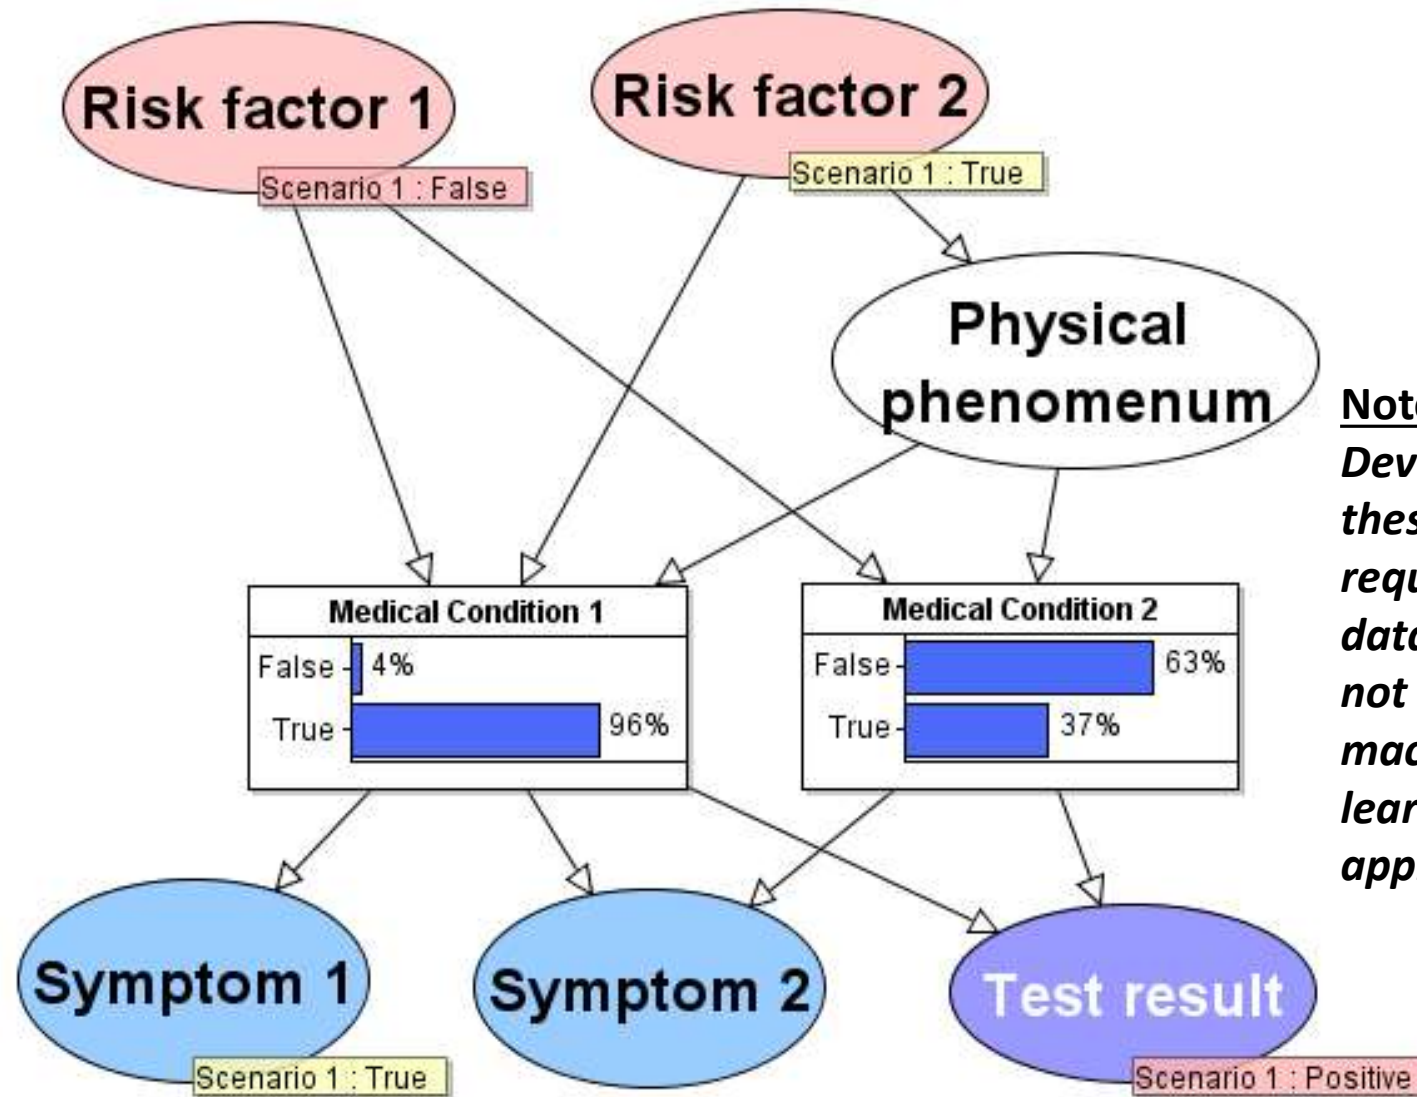 Risk factor 1
Scenario 1 : False
Risk factor 2
Scenario 1 : True
Physical
phenomenum
Medical Condition 1
False 4%
True 96%
Medical Condition 2
False 63%
True 37%
Symptom 1
Scenario 1 : True
Symptom 2
Test result
Scenario 1 : Positive
not